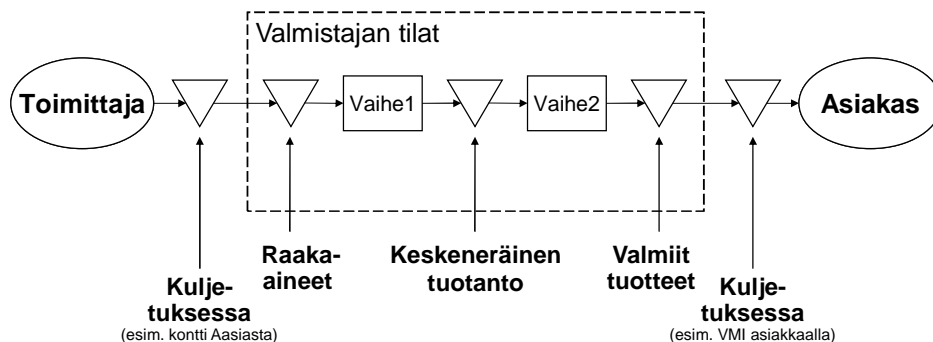 Valmistajan tilat
Toimittaja
Vaihe1
Vaihe2
Asiakas
Raaka-
aineet
Keskeneräinen
tuotanto
Valmiit
tuotteet
Kulje-
tuksessa
(esim. kontti Aasiasta)
Kulje-
tuksessa
(esim. VMI asiakkaalla)